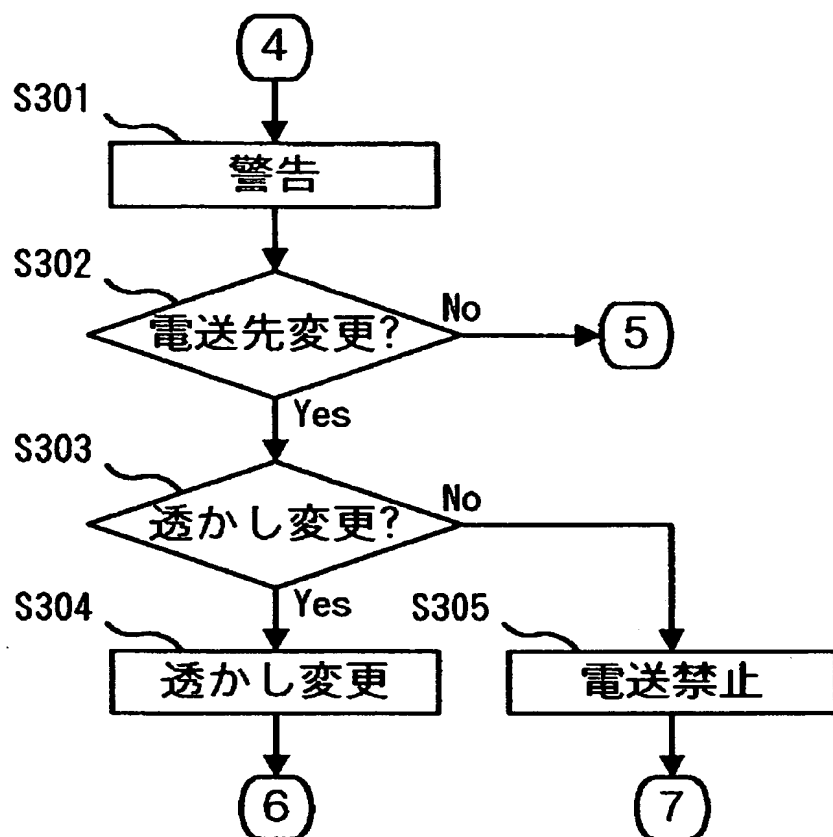 4
S301
警告
S302
電送先変更?
No
5
Yes
S303
透かし変更?
No
Yes
S304
透かし変更
S305
電送禁止
6
7